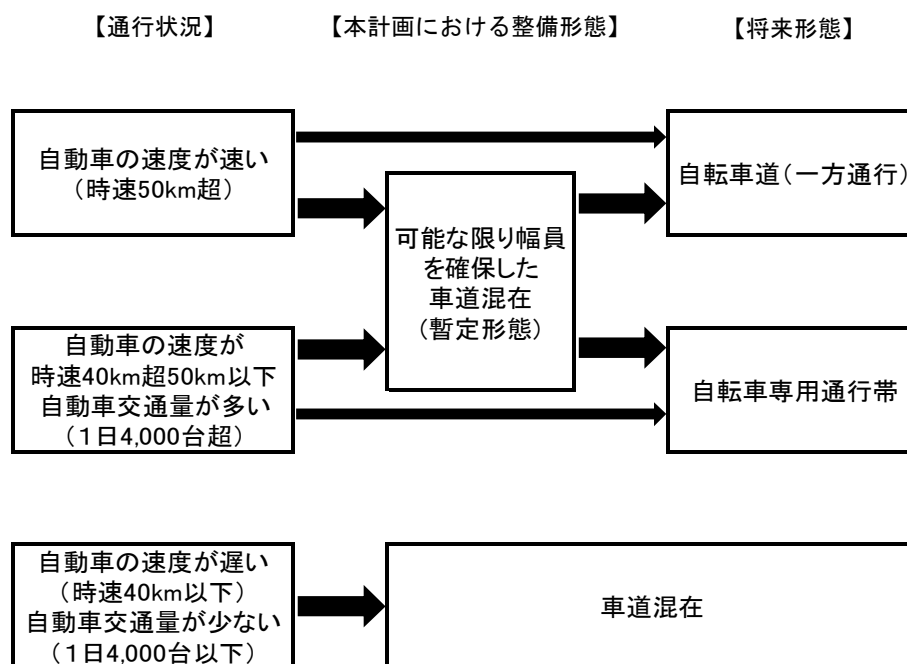 【通行状況】
【本計画における整備形態】
【将来形態】
自動車の速度が速い
（時速50km超）
可能な限り幅員
を確保した
車道混在
（暫定形態）
自転車道（一方通行）
自動車の速度が
時速40km超50km以下
自動車交通量が多い
（1日4,000台超）
自転車専用通行帯
自動車の速度が遅い
（時速40km以下）
自動車交通量が少ない
（1日4,000台以下）
車道混在